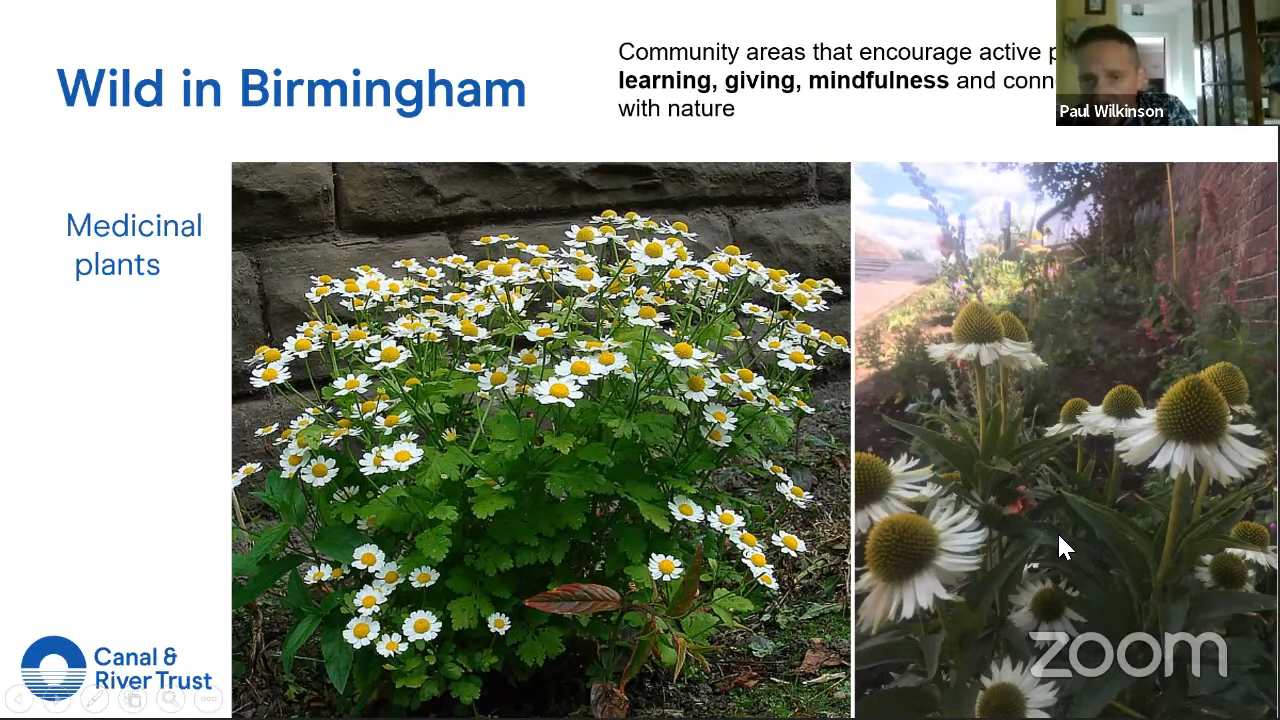 Wild in Birmingham
Community areas that encourage active p
learning, giving, mindfulness and conn
with nature
Paul Wilkinson
Medicinal
plants
Canal &
River Trust
zoom